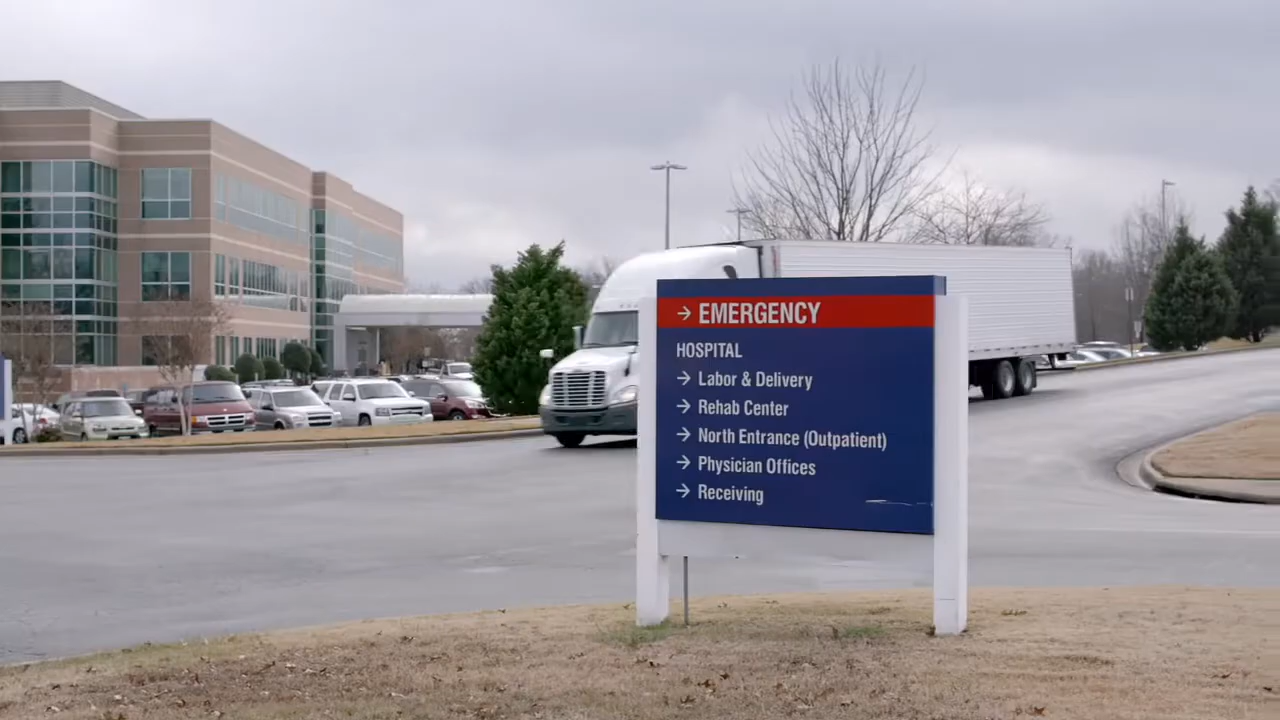 → EMERGENCY
HOSPITAL
→ Labor & Delivery
→ Rehab Center
→ North Entrance (Outpatient)
→ Physician Offices
→ Receiving